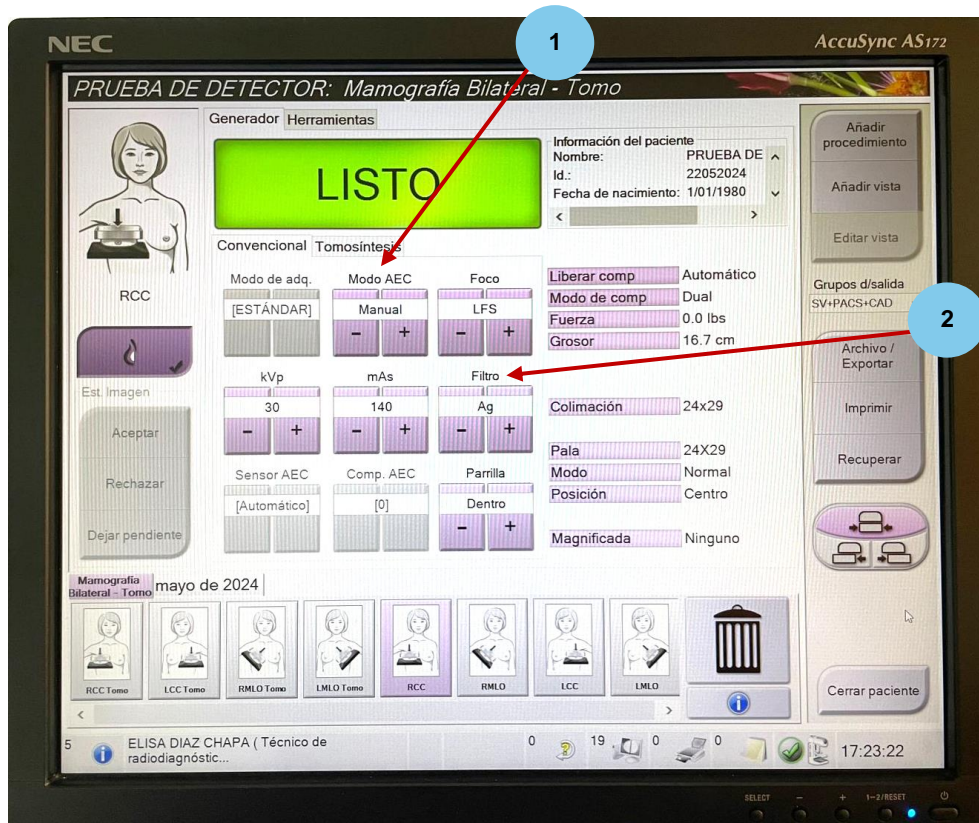 1
NEC
AccuSync AS172
PRUEBA DE DETECTOR: Mamografía Bilateral - Tomo
Generador Herramientas
LISTO
Información del paciente
Nombre: PRUEBA DE
Id.: 22052024
Fecha de nacimiento: 1/01/1980
Añadir
procedimiento
Añadir vista
Editar vista
Convencional Tomosíntesis
RCC
Modo de adq. Modo AEC Foco
[ESTÁNDAR] Manual LFS
- + - +
Liberar comp Automático
Modo de comp Dual
Fuerza 0.0 lbs
Grosor 16.7 cm
Grupos d/salida
SV+PACS+CAD
2
Est. Imagen
Aceptar
Rechazar
Dejar pendiente
kVp mAs Filtro
30 140 Ag
- + - + - +
Colimación 24x29
Pala 24X29
Modo Normal
Posición Centro
Magnificada Ninguno
Archivo /
Exportar
Imprimir
Recuperar
Sensor AEC Comp. AEC Parrilla
[Automático] [0] Dentro
- +
Mamografía
Bilateral - Tomo
mayo de 2024
RCC Tomo LCC Tomo RMLO Tomo LMLO Tomo RCC RMLO LCC LMLO
Cerrar paciente
5
ELISA DIAZ CHAPA ( Técnico de
radiodiagnóstic...
0 19 0 0 17:23:22
SELECT - + 1-2/RESET